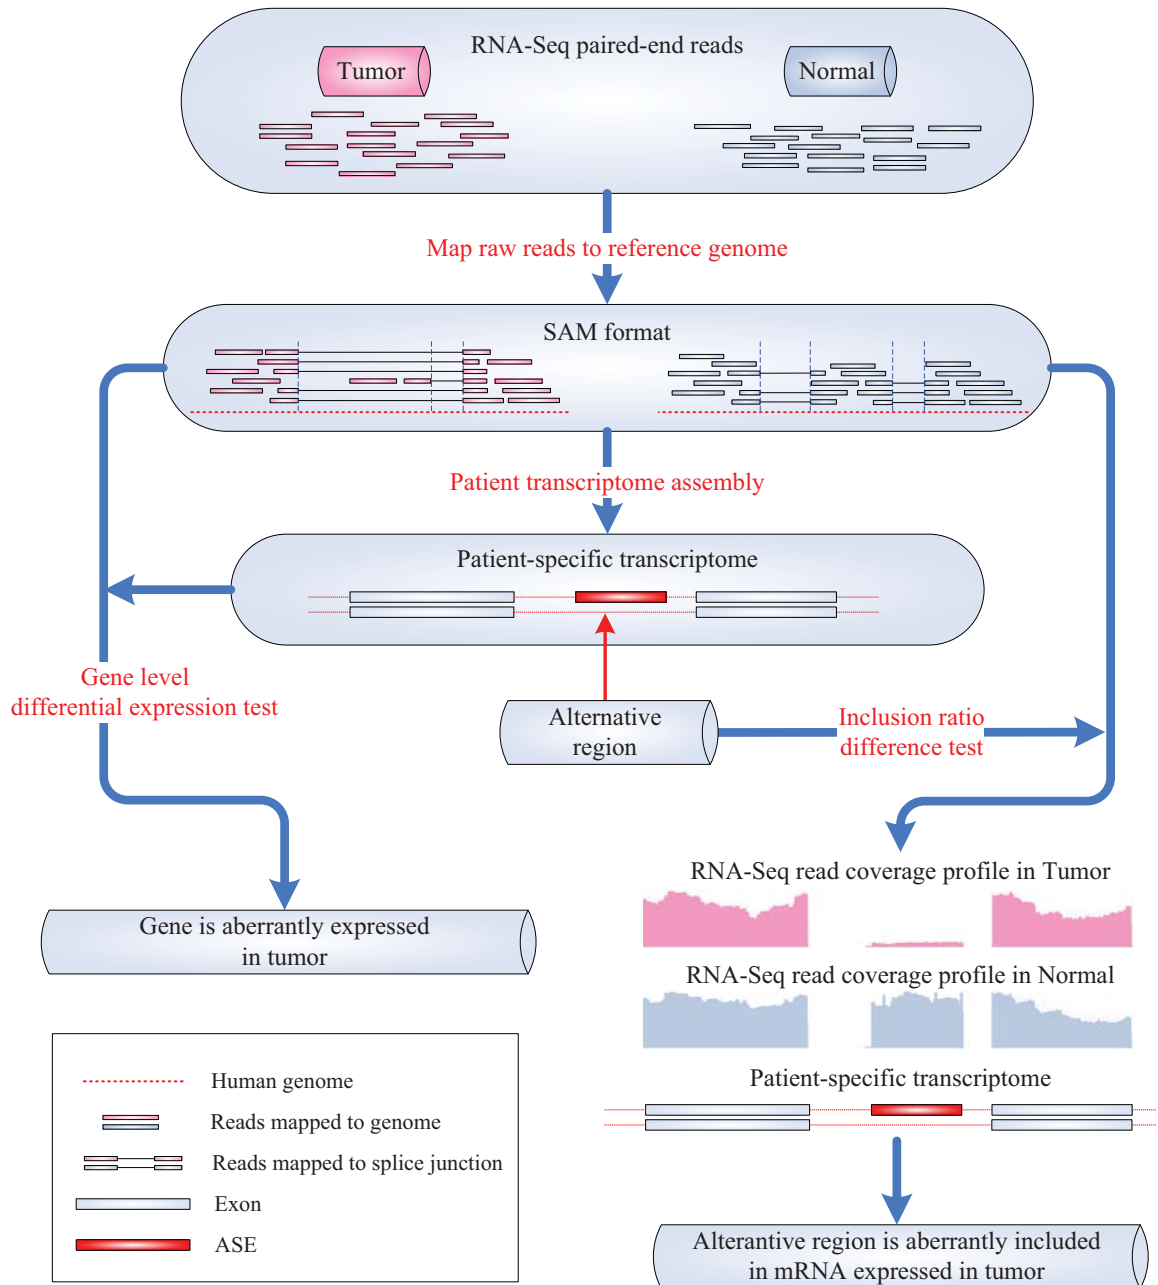 RNA-Seq paired-end reads
Tumor
Normal
Map raw reads to reference genome
SAM format
Patient transcriptome assembly
Patient-specific transcriptome
Gene level
differential expression test
Alternative
region
Inclusion ratio
difference test
RNA-Seq read coverage profile in Tumor
Gene is aberrantly expressed
in tumor
RNA-Seq read coverage profile in Normal
Patient-specific transcriptome
Human genome
Reads mapped to genome
Reads mapped to splice junction
Exon
ASE
Alterantive region is aberrantly included
in mRNA expressed in tumor